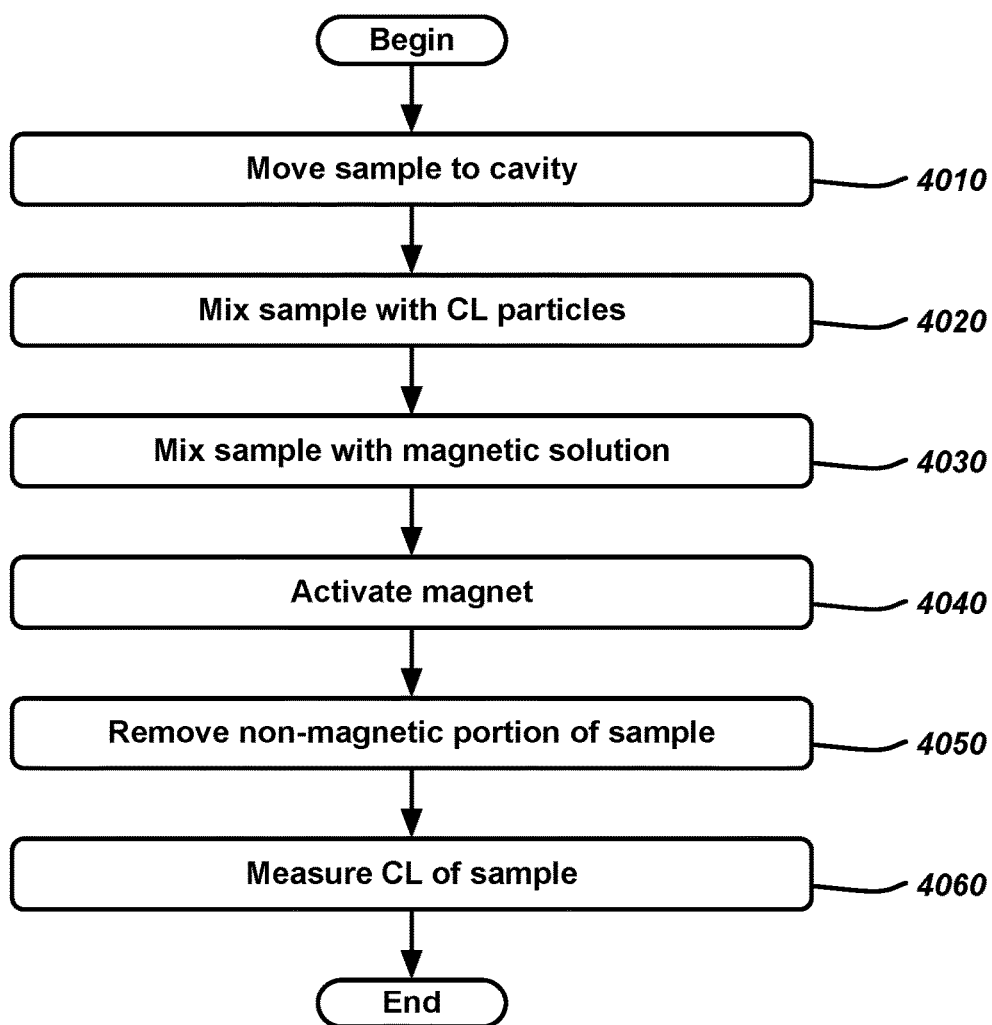 Begin
Move sample to cavity
4010
Mix sample with CL particles
4020
Mix sample with magnetic solution
4030
Activate magnet
4040
Remove non-magnetic portion of sample
4050
Measure CL of sample
4060
End